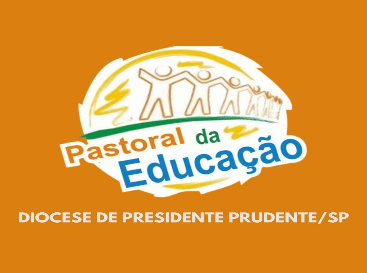 Pastoral da
Educação
DIOCESE DE PRESIDENTE PRUDENTE/SP